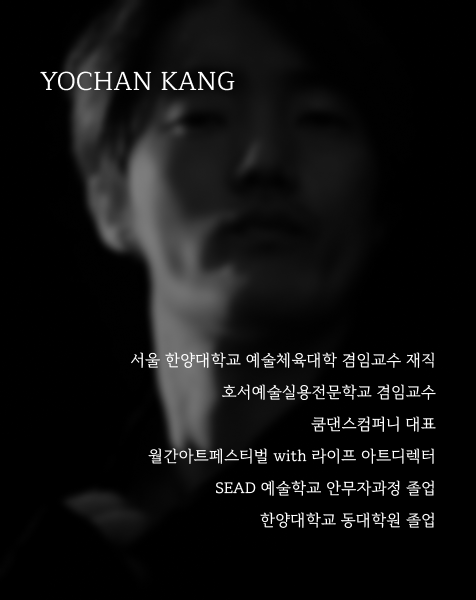 YOCHAN KANG
서울 한양대학교 예술체육대학 겸임교수 재직
호서예술실용전문학교 겸임교수
쿰댄스컴퍼니 대표
월간아트페스티벌 with 라이프 아트디렉터
SEAD 예술학교 안무자과정 졸업
한양대학교 동대학원 졸업